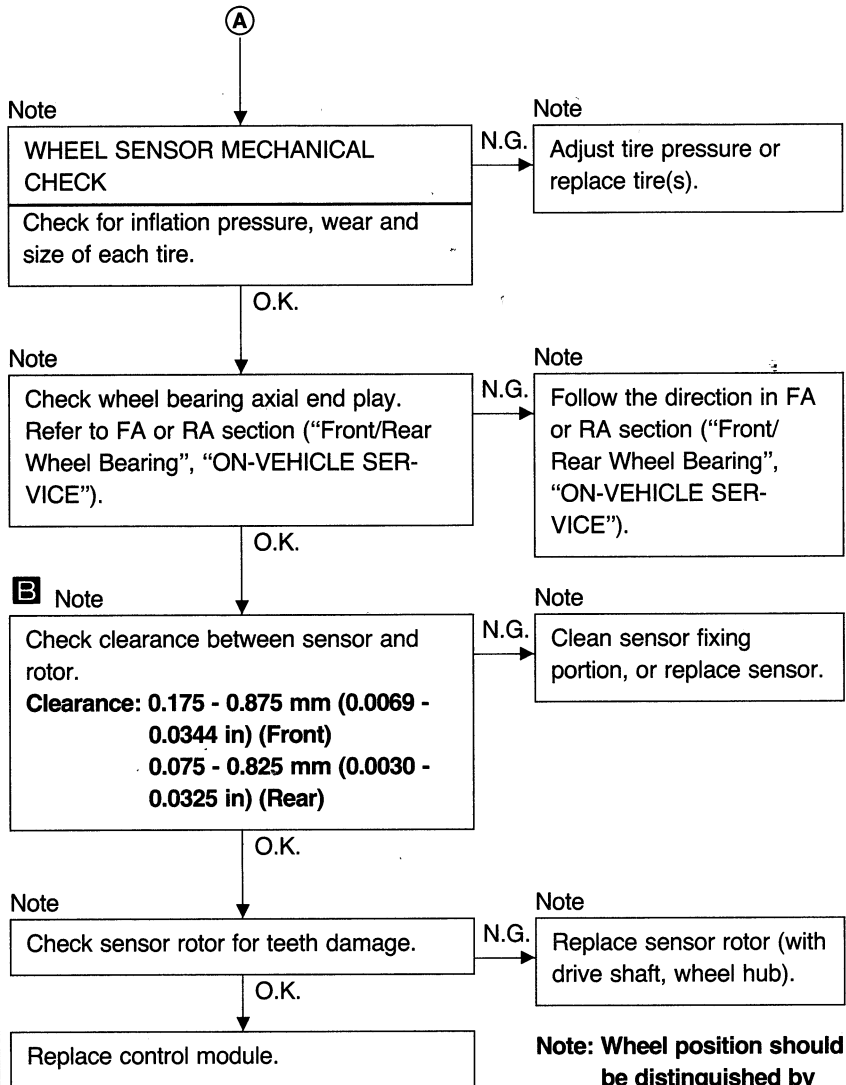 A
Note
WHEEL SENSOR MECHANICAL
CHECK
Check for inflation pressure, wear and
size of each tire.
N.G.
Note
Adjust tire pressure or
replace tire(s).
O.K.
Note
Check wheel bearing axial end play.
Refer to FA or RA section (“Front/Rear
Wheel Bearing”, “ON-VEHICLE SER-
VICE”).
N.G.
Note
Follow the direction in FA
or RA section (“Front/
Rear Wheel Bearing”,
“ON-VEHICLE SER-
VICE”).
O.K.
B Note
Check clearance between sensor and
rotor.
Clearance: 0.175 - 0.875 mm (0.0069 -
0.0344 in) (Front)
0.075 - 0.825 mm (0.0030 -
0.0325 in) (Rear)
N.G.
Note
Clean sensor fixing
portion, or replace sensor.
O.K.
Note
Check sensor rotor for teeth damage.
N.G.
Note
Replace sensor rotor (with
drive shaft, wheel hub).
O.K.
Replace control module.
Note: Wheel position should
be distinguished by